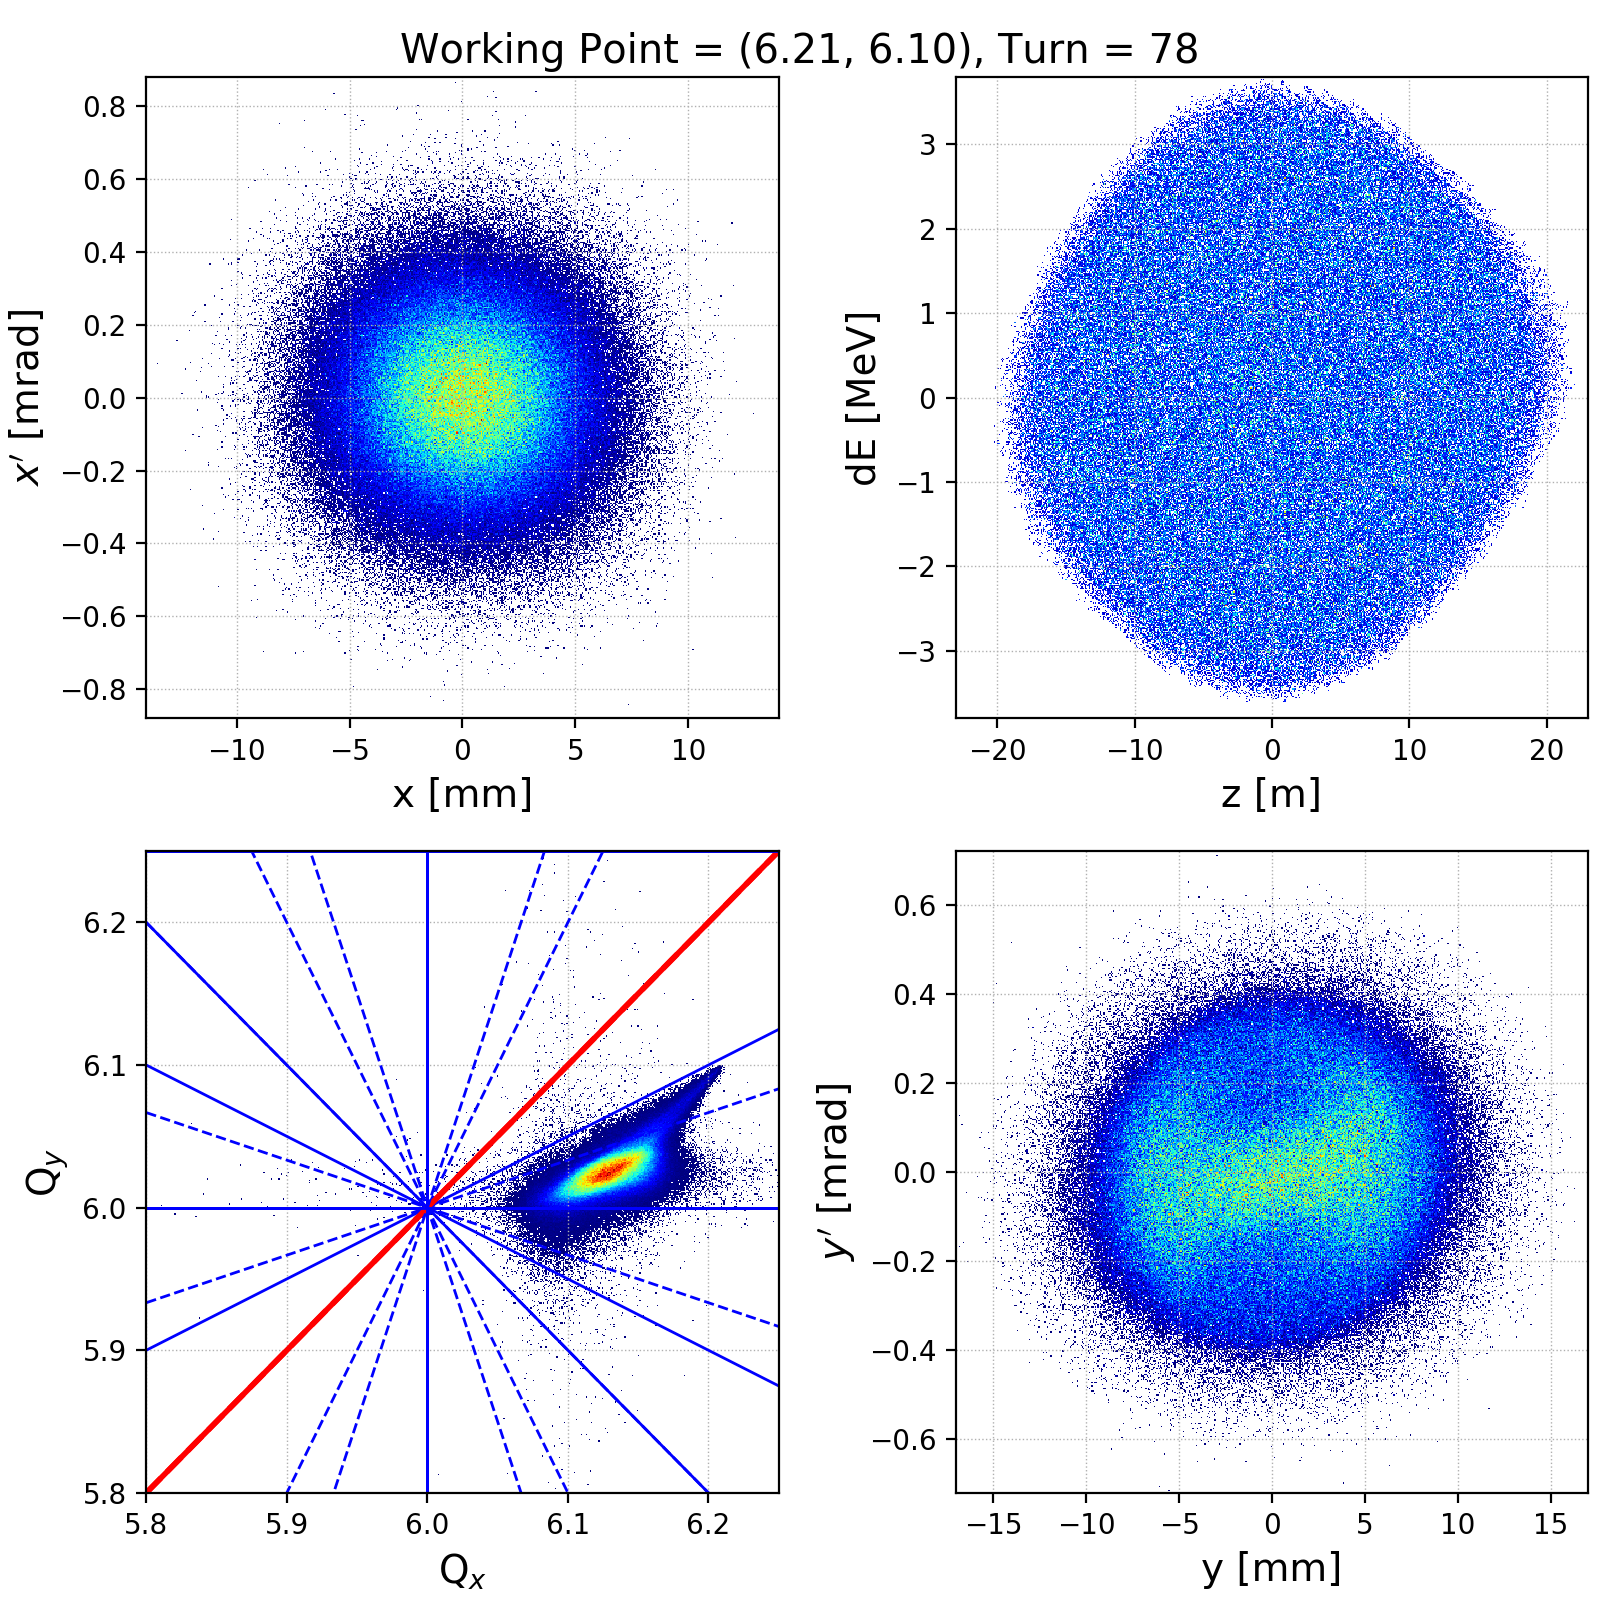 Working Point = (6.21, 6.10), Turn = 78
0.8
0.6
0.4
0.2
0.0
−0.2
−0.4
−0.6
−0.8
x′ [mrad]
−10 −5 0 5 10
x [mm]
3
2
1
0
−1
−2
−3
dE [MeV]
−20 −10 0 10 20
z [m]
6.2
6.1
6.0
5.9
5.8
Qy
5.8 5.9 6.0 6.1 6.2
Qx
0.6
0.4
0.2
0.0
−0.2
−0.4
−0.6
y′ [mrad]
−15 −10 −5 0 5 10 15
y [mm]